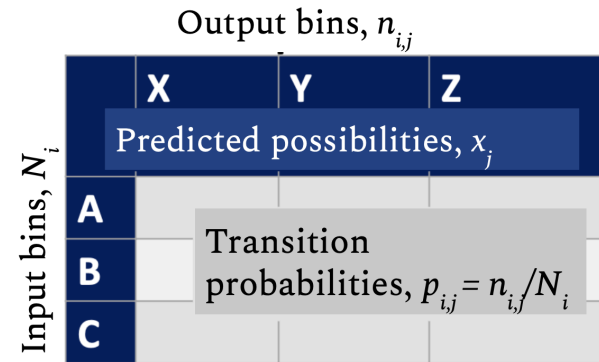 Output bins, n_{i,j}
X Y Z
Predicted possibilities, x_j
Input bins, N_i
A
Transition
probabilities, p_{i,j} = n_{i,j}/N_i
B
C